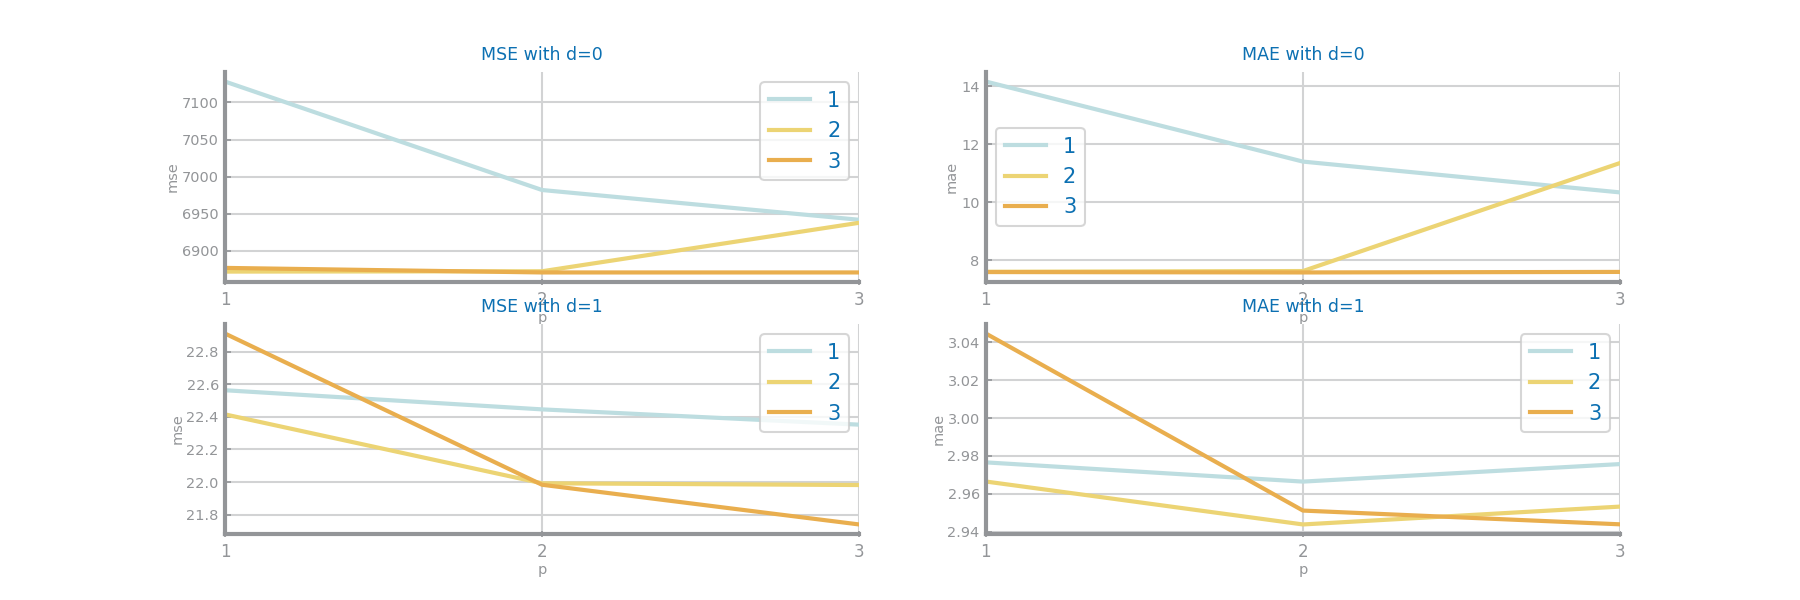 MSE with d=0
7100
7050
7000
6950
6900
mse
1
2
3
1 2 3
p
MAE with d=0
14
12
10
8
mae
1
2
3
1 2 3
p
MSE with d=1
22.8
22.6
22.4
22.2
22.0
21.8
mse
1
2
3
1 2 3
p
MAE with d=1
3.04
3.02
3.00
2.98
2.96
2.94
mae
1
2
3
1 2 3
p